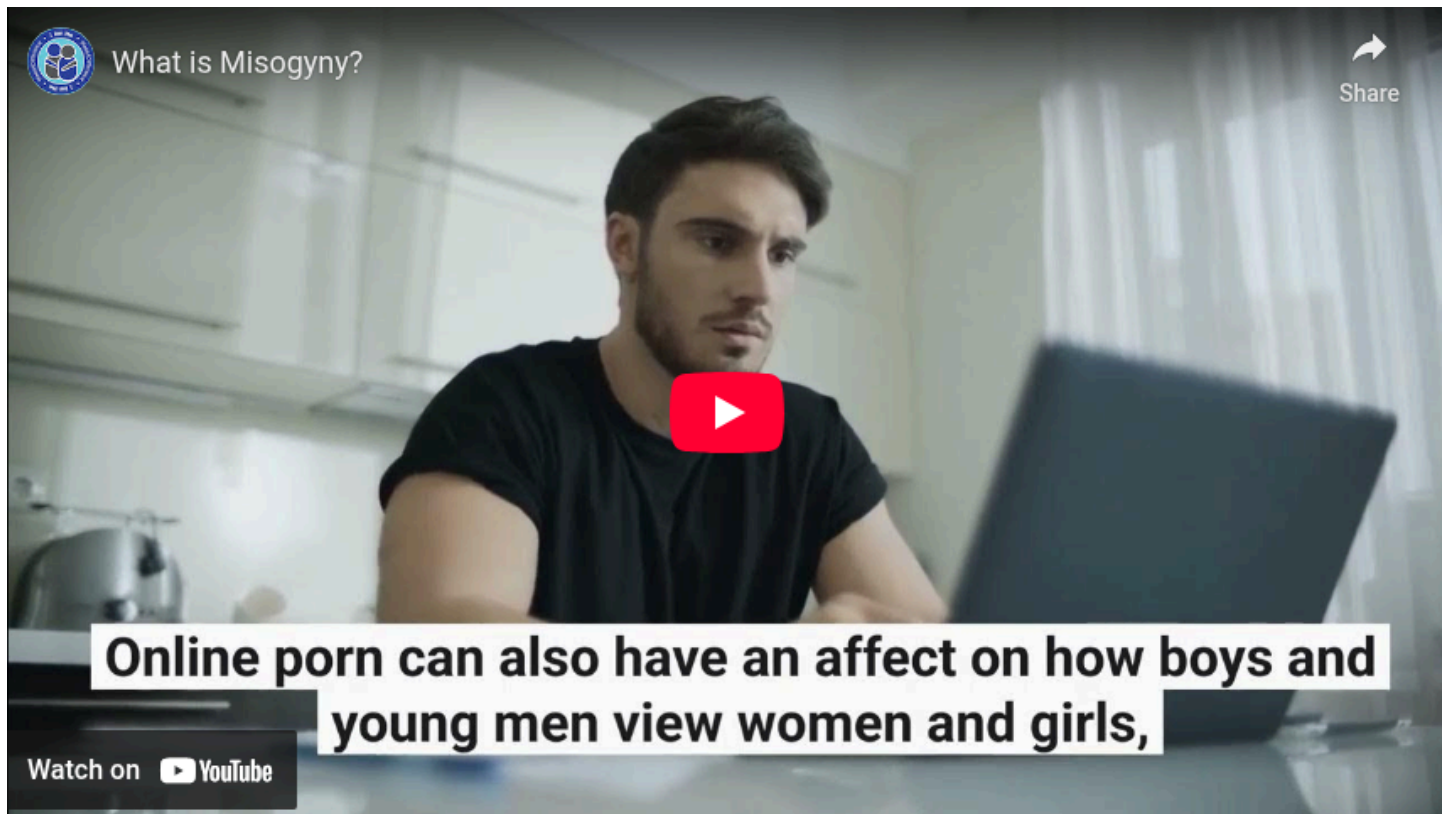 What is Misogyny?
Share
Online porn can also have an affect on how boys and
young men view women and girls,
Watch on YouTube